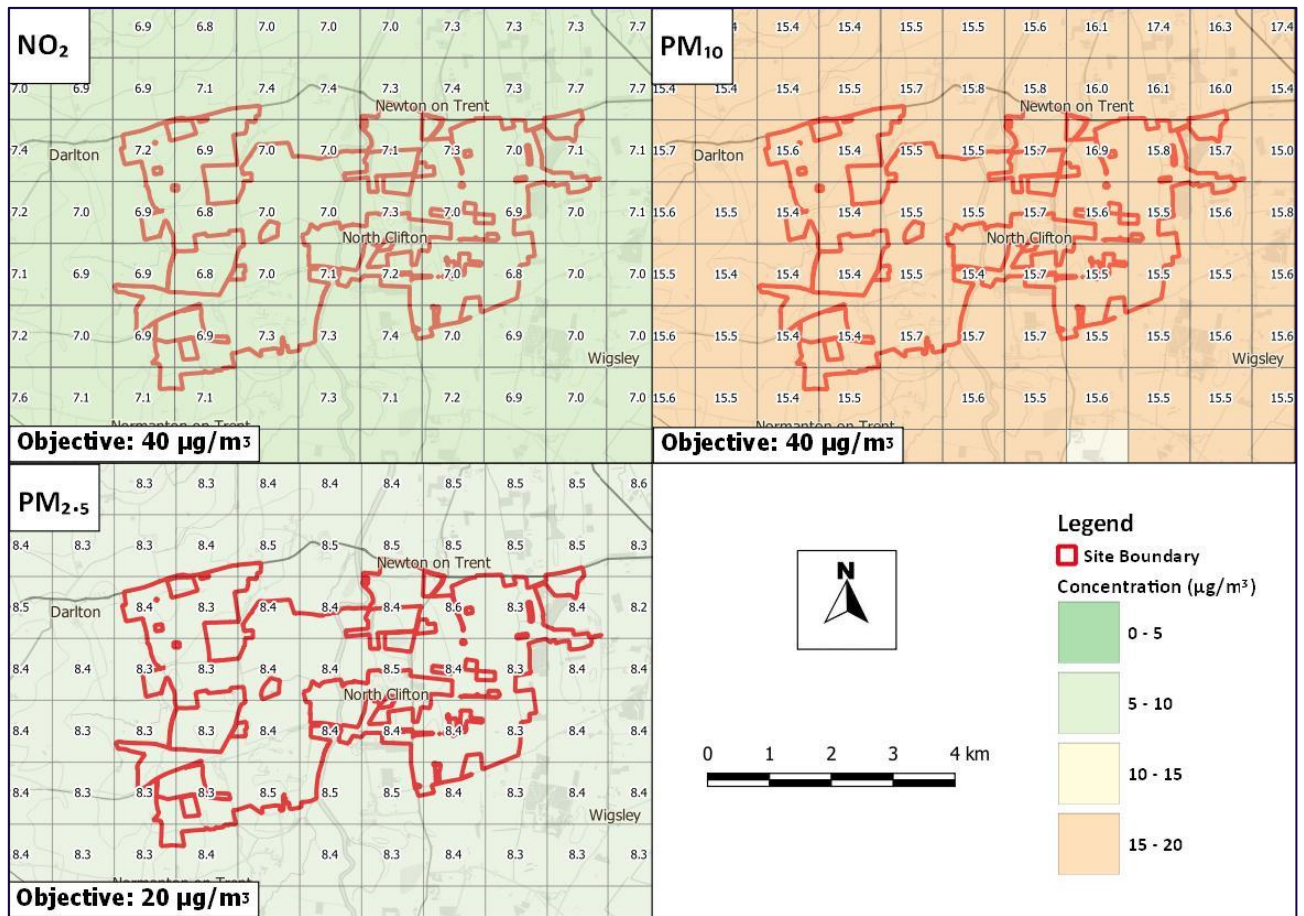 NO₂
6.9 6.8 7.0 7.0 7.0 7.3 7.3 7.3 7.7
7.0 6.9 6.9 7.1 7.4 7.4 7.3 7.4 7.3 7.7 7.7
Newton on Trent
7.4 Darlton 7.2 6.9 7.0 7.0 7.1 7.3 7.0 7.1 7.1
7.2 7.0 6.9 6.8 7.0 7.0 7.3 7.0 6.9 7.0 7.1
North Clifton
7.1 6.9 6.9 6.8 7.0 7.1 7.2 7.0 6.8 7.0 7.0
7.2 7.0 6.9 6.9 7.3 7.3 7.4 7.0 7.0 7.0 7.0
Wigsley
7.6 7.1 7.1 7.1 7.3 7.1 7.2 6.9 7.0 7.0
Normanton on Trent
Objective: 40 µg/m³
PM₁₀
15.4 15.5 15.5 15.5 15.6 16.1 17.4 16.3 17.4
15.4 15.4 15.4 15.5 15.7 15.8 15.8 16.0 16.1 16.0 15.4
Newton on Trent
15.7 Darlton 15.6 15.4 15.5 15.5 15.7 16.9 15.8 15.7 15.0
15.6 15.5 15.4 15.4 15.5 15.5 15.7 15.6 15.5 15.6 15.8
North Clifton
15.5 15.4 15.4 15.4 15.5 15.4 15.7 15.5 15.5 15.5 15.6
15.6 15.5 15.4 15.4 15.7 15.7 15.7 15.5 15.5 15.5 15.5
Wigsley
15.6 15.5 15.4 15.5 15.7 15.5 15.6 15.4 15.5 15.5
Normanton on Trent
Objective: 40 µg/m³
PM₂.₅
8.3 8.3 8.4 8.4 8.4 8.5 8.5 8.5 8.6
8.4 8.3 8.3 8.4 8.5 8.5 8.5 8.5 8.5 8.5 8.3
Newton on Trent
8.5 Darlton 8.4 8.3 8.4 8.4 8.4 8.6 8.3 8.4 8.2
8.4 8.4 8.3 8.3 8.4 8.4 8.5 8.4 8.3 8.4 8.4
North Clifton
8.4 8.3 8.3 8.3 8.4 8.4 8.4 8.4 8.3 8.4 8.4
8.4 8.4 8.3 8.3 8.5 8.5 8.5 8.4 8.4 8.4 8.4
Wigsley
8.4 8.3 8.3 8.4 8.4 8.4 8.4 8.3 8.3 8.3
Normanton on Trent
Objective: 20 µg/m³
N
0 1 2 3 4 km
Legend
Site Boundary
Concentration (µg/m³)
0 - 5
5 - 10
10 - 15
15 - 20